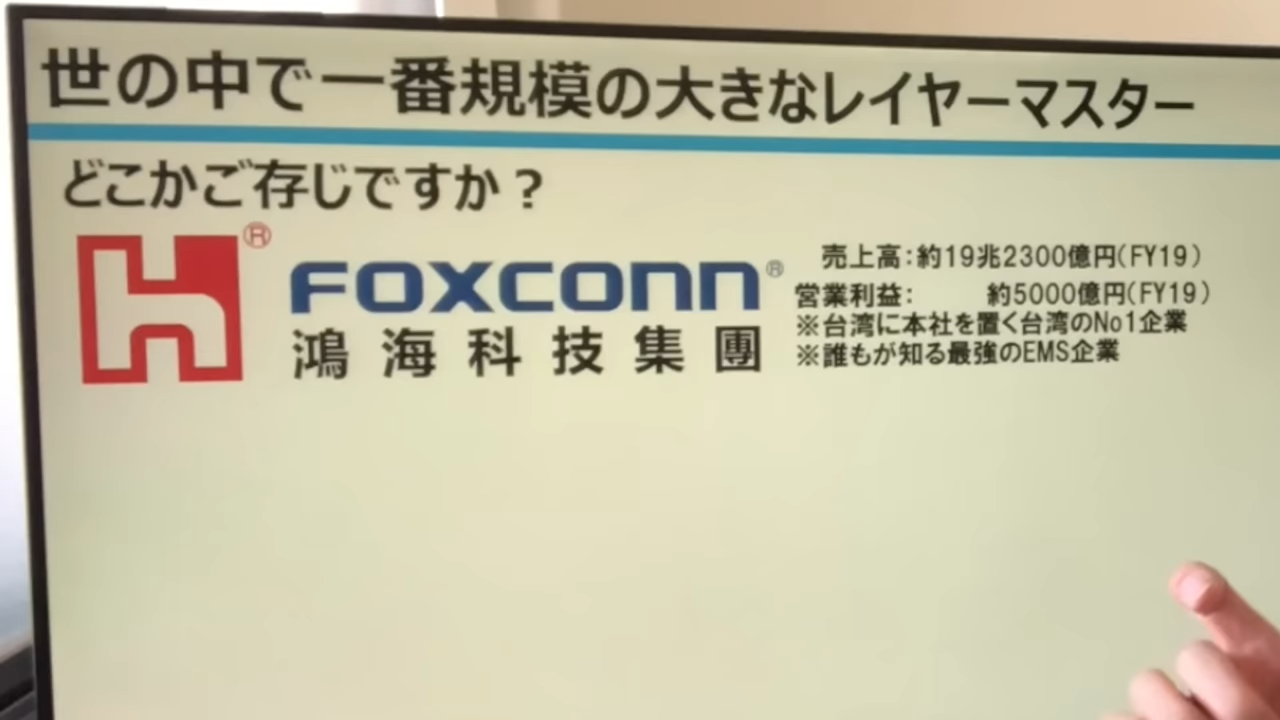 世の中で一番規模の大きなレイヤーマスター
どこかご存じですか？
®
FOXCONN®
鴻海科技集團
売上高:約19兆2300億円(FY19)
営業利益: 約5000億円(FY19)
※台湾に本社を置く台湾のNo1企業
※誰もが知る最強のEMS企業